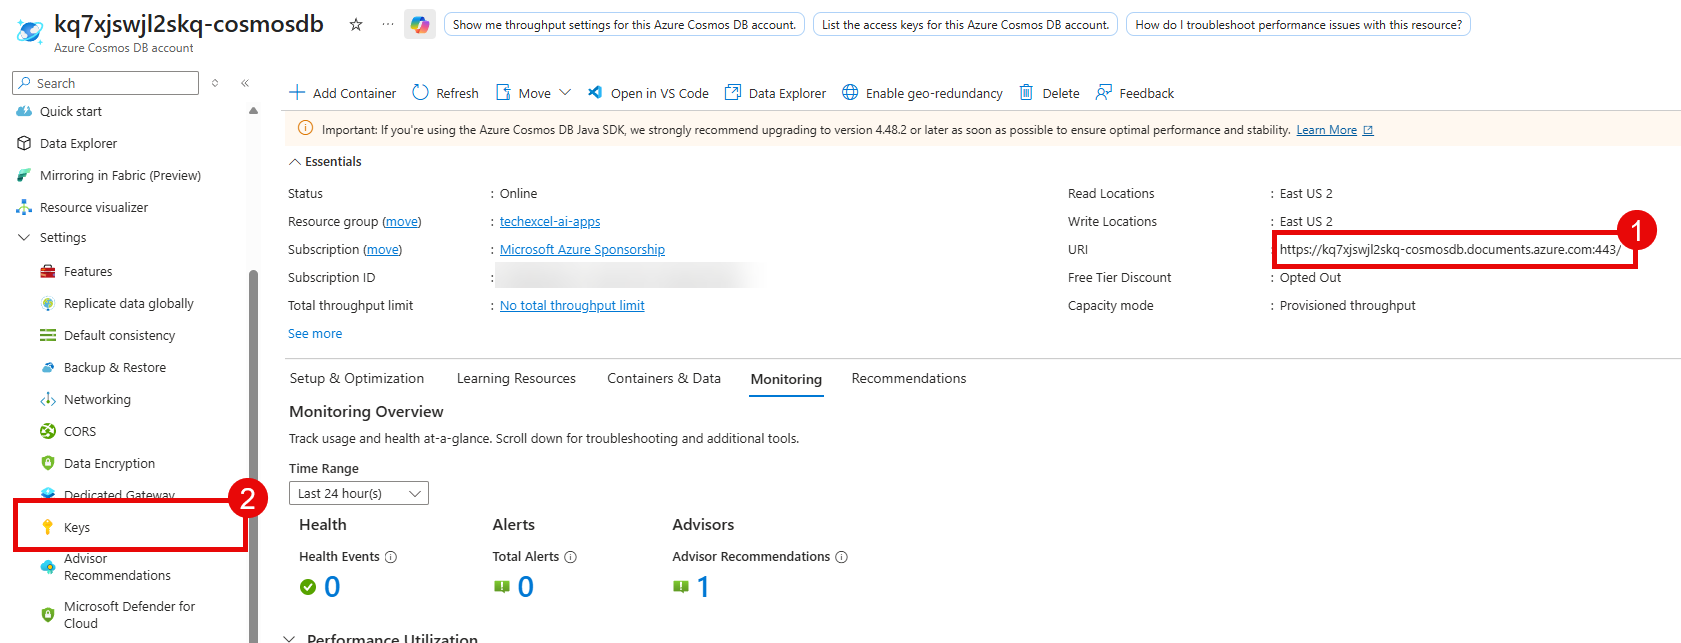 kq7xjswjl2skq-cosmosdb
Azure Cosmos DB account
Show me throughput settings for this Azure Cosmos DB account.
List the access keys for this Azure Cosmos DB account.
How do I troubleshoot performance issues with this resource?
Search
Quick start
Data Explorer
Mirroring in Fabric (Preview)
Resource visualizer
Settings
Features
Replicate data globally
Default consistency
Backup & Restore
Networking
CORS
Data Encryption
Dedicated Gateway
2
Keys
Advisor
Recommendations
Microsoft Defender for
Cloud
Add Container Refresh Move Open in VS Code Data Explorer Enable geo-redundancy Delete Feedback
Important: If you're using the Azure Cosmos DB Java SDK, we strongly recommend upgrading to version 4.48.2 or later as soon as possible to ensure optimal performance and stability. Learn More
Essentials
Status : Online
Resource group (move) : techexcel-ai-apps
Subscription (move) : Microsoft Azure Sponsorship
Subscription ID :
Total throughput limit : No total throughput limit
See more
Read Locations : East US 2
Write Locations : East US 2
1
URI : https://kq7xjswjl2skq-cosmosdb.documents.azure.com:443/
Free Tier Discount : Opted Out
Capacity mode : Provisioned throughput
Setup & Optimization Learning Resources Containers & Data Monitoring Recommendations
Monitoring Overview
Track usage and health at-a-glance. Scroll down for troubleshooting and additional tools.
Time Range
Last 24 hour(s)
Health Alerts Advisors
Health Events Total Alerts Advisor Recommendations
0 0 1
Performance Utilization